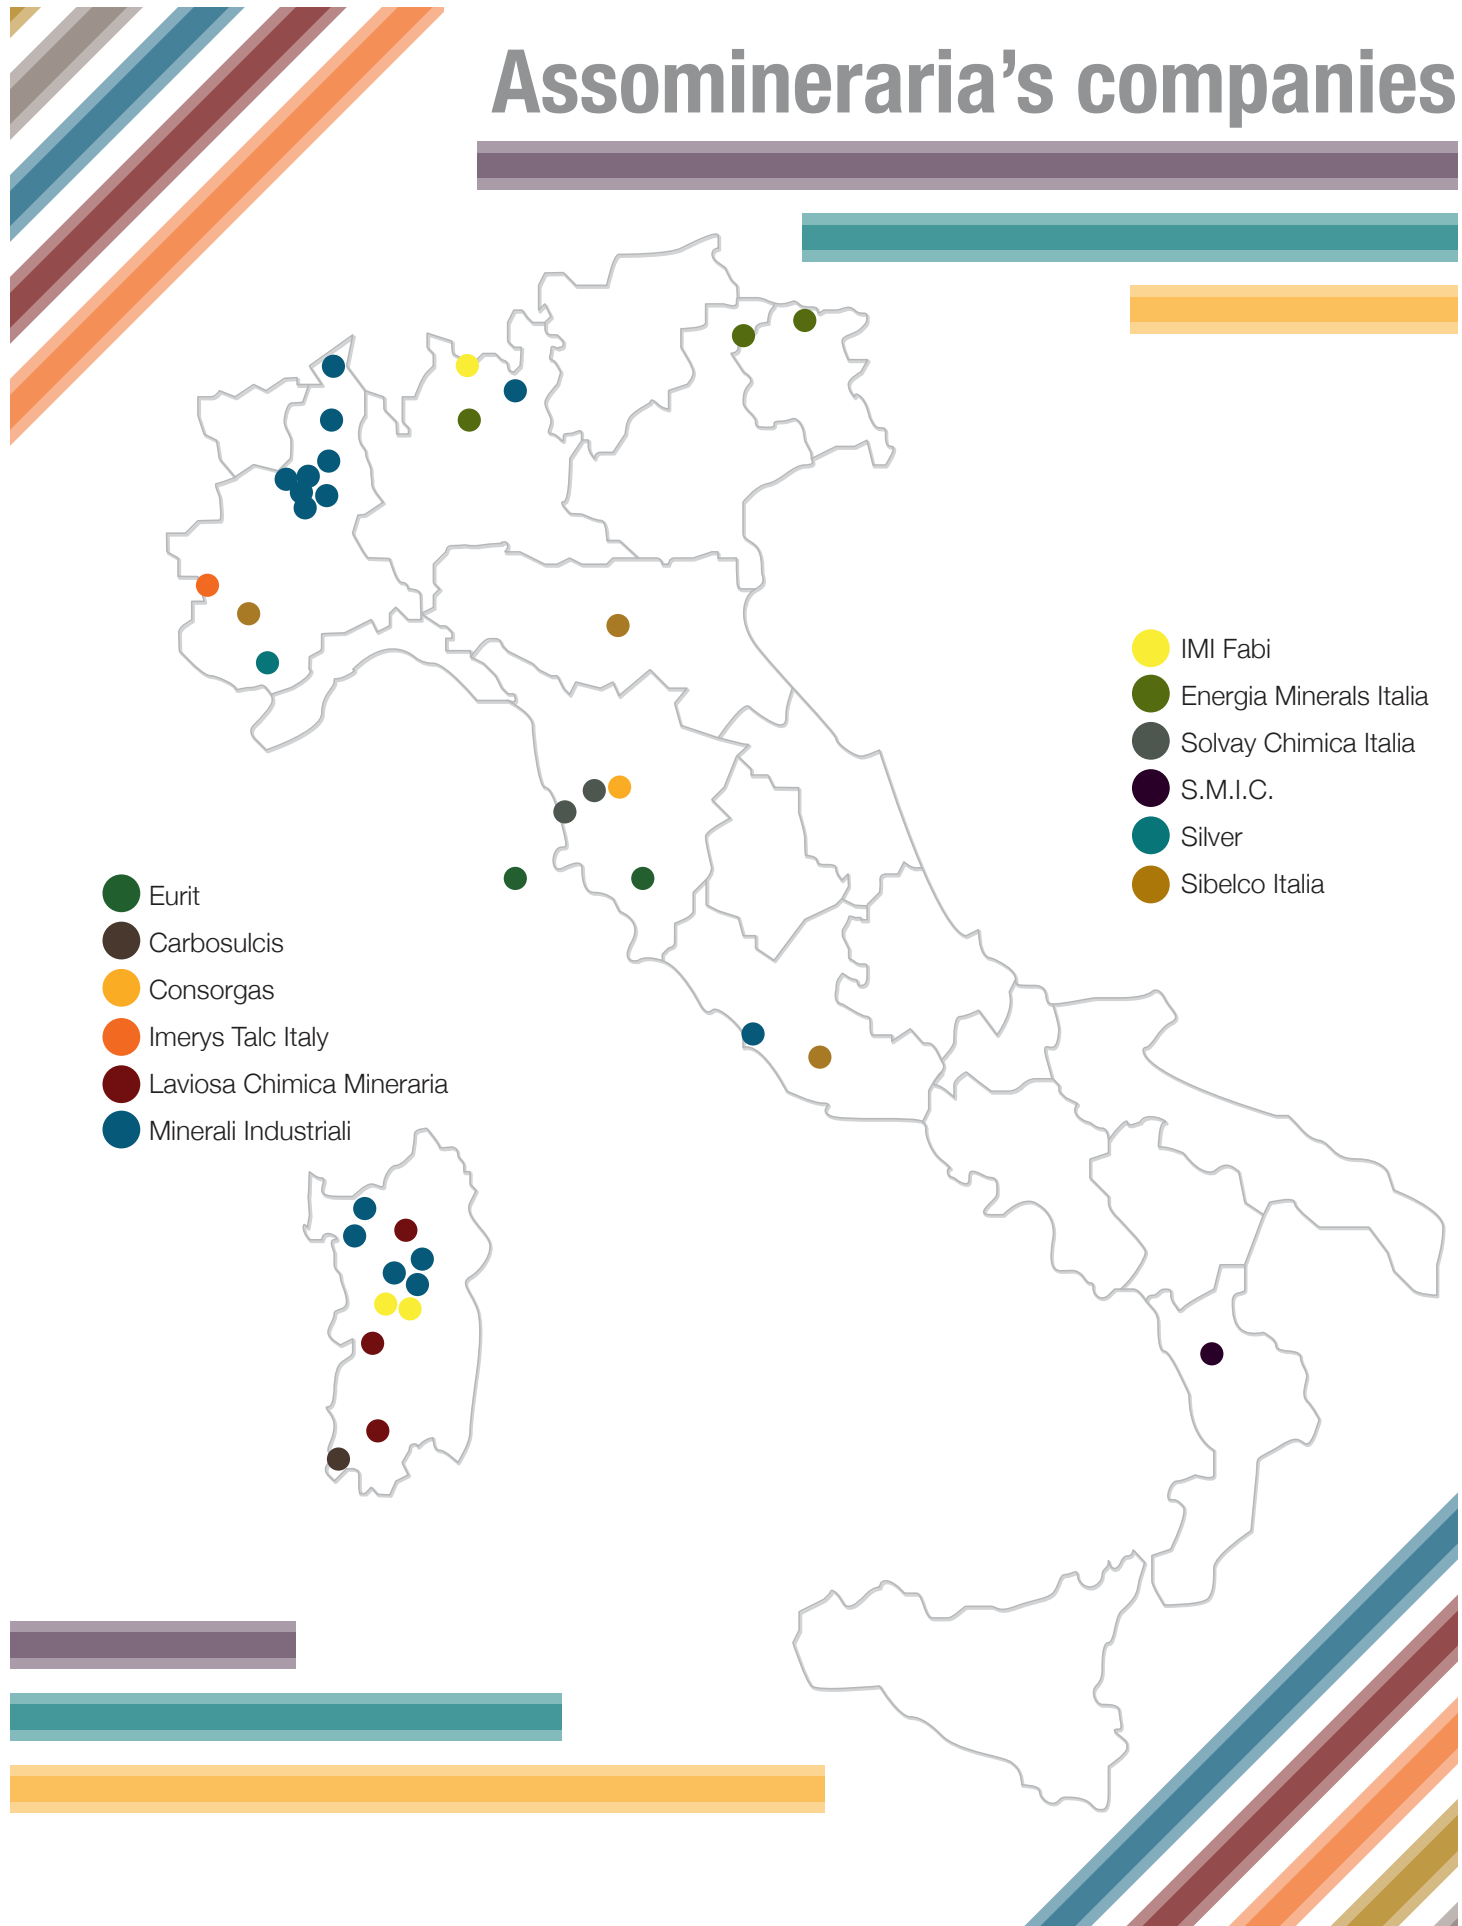 Assomineraria's companies
IMI Fabi
Energia Minerals Italia
Solvay Chimica Italia
S.M.I.C.
Silver
Sibelco Italia
Eurit
Carbosulcis
Consorgas
Imerys Talc Italy
Laviosa Chimica Mineraria
Minerali Industriali